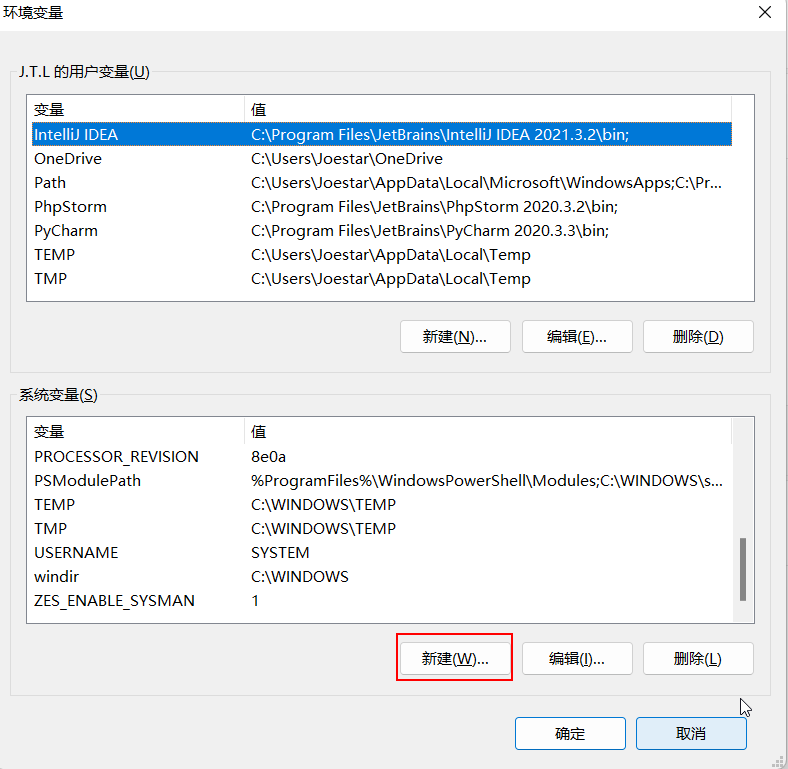 环境变量
J.T.L 的用户变量(U)
变量 值
IntelliJ IDEA C:\Program Files\JetBrains\IntelliJ IDEA 2021.3.2\bin;
OneDrive C:\Users\Joestar\OneDrive
Path C:\Users\Joestar\AppData\Local\Microsoft\WindowsApps;C:\Pr...
PhpStorm C:\Program Files\JetBrains\PhpStorm 2020.3.2\bin;
PyCharm C:\Program Files\JetBrains\PyCharm 2020.3.3\bin;
TEMP C:\Users\Joestar\AppData\Local\Temp
TMP C:\Users\Joestar\AppData\Local\Temp
新建(N)... 编辑(E)... 删除(D)
系统变量(S)
变量 值
PROCESSOR_REVISION 8e0a
PSModulePath %ProgramFiles%\WindowsPowerShell\Modules;C:\WINDOWS\s...
TEMP C:\WINDOWS\TEMP
TMP C:\WINDOWS\TEMP
USERNAME SYSTEM
windir C:\WINDOWS
ZES_ENABLE_SYSMAN 1
新建(W)... 编辑(I)... 删除(L)
确定 取消